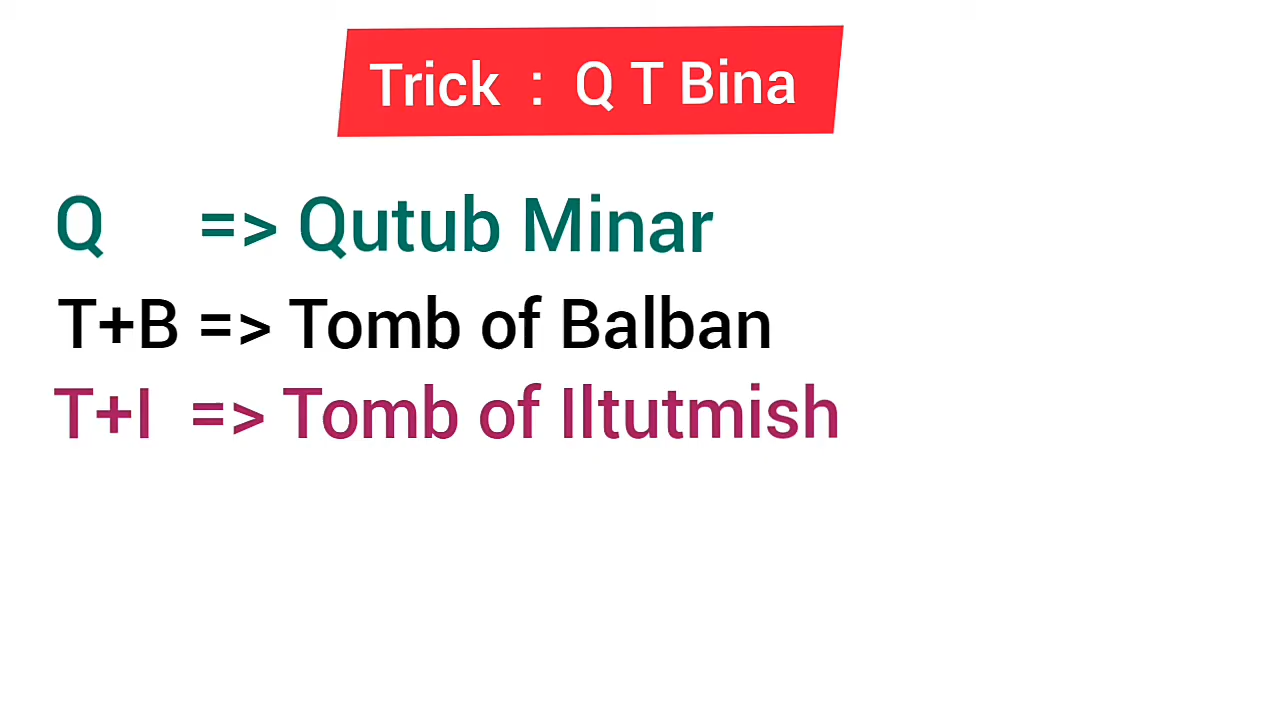 Trick : Q T Bina
Q => Qutub Minar
T+B => Tomb of Balban
T+I => Tomb of Iltutmish